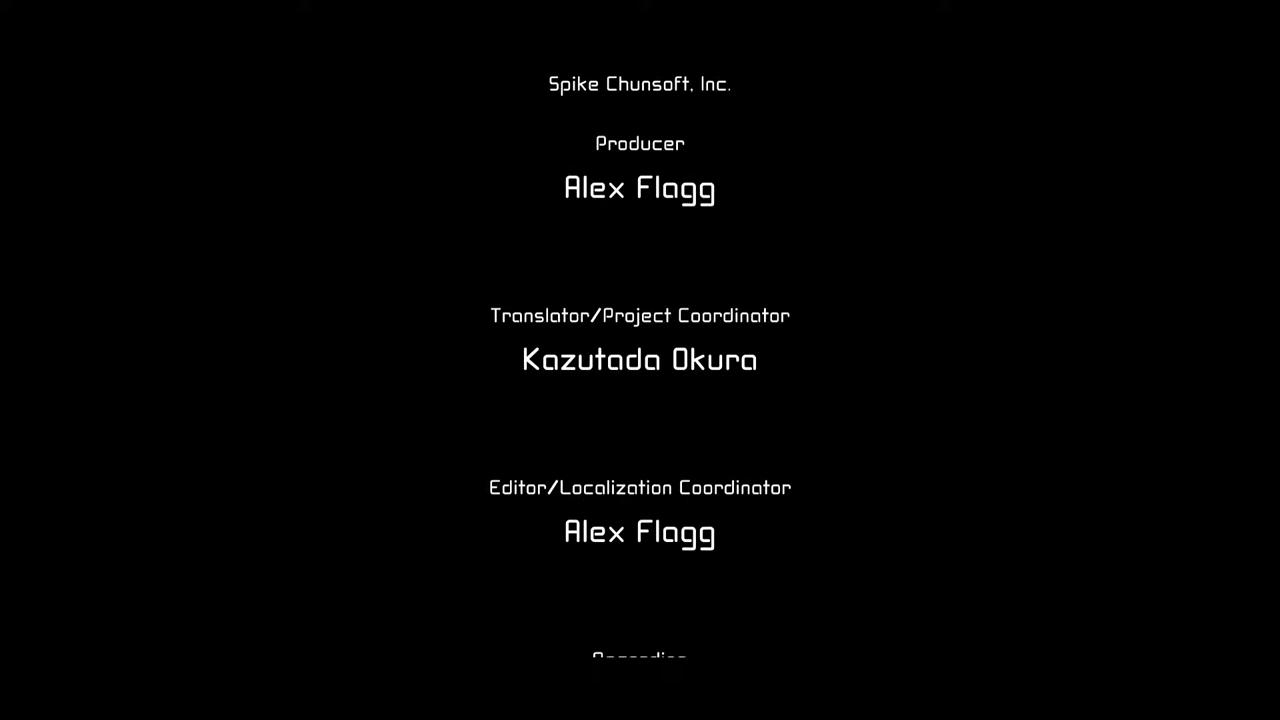 Spike Chunsoft, Inc.
Producer
Alex Flagg
Translator/Project Coordinator
Kazutada Okura
Editor/Localization Coordinator
Alex Flagg